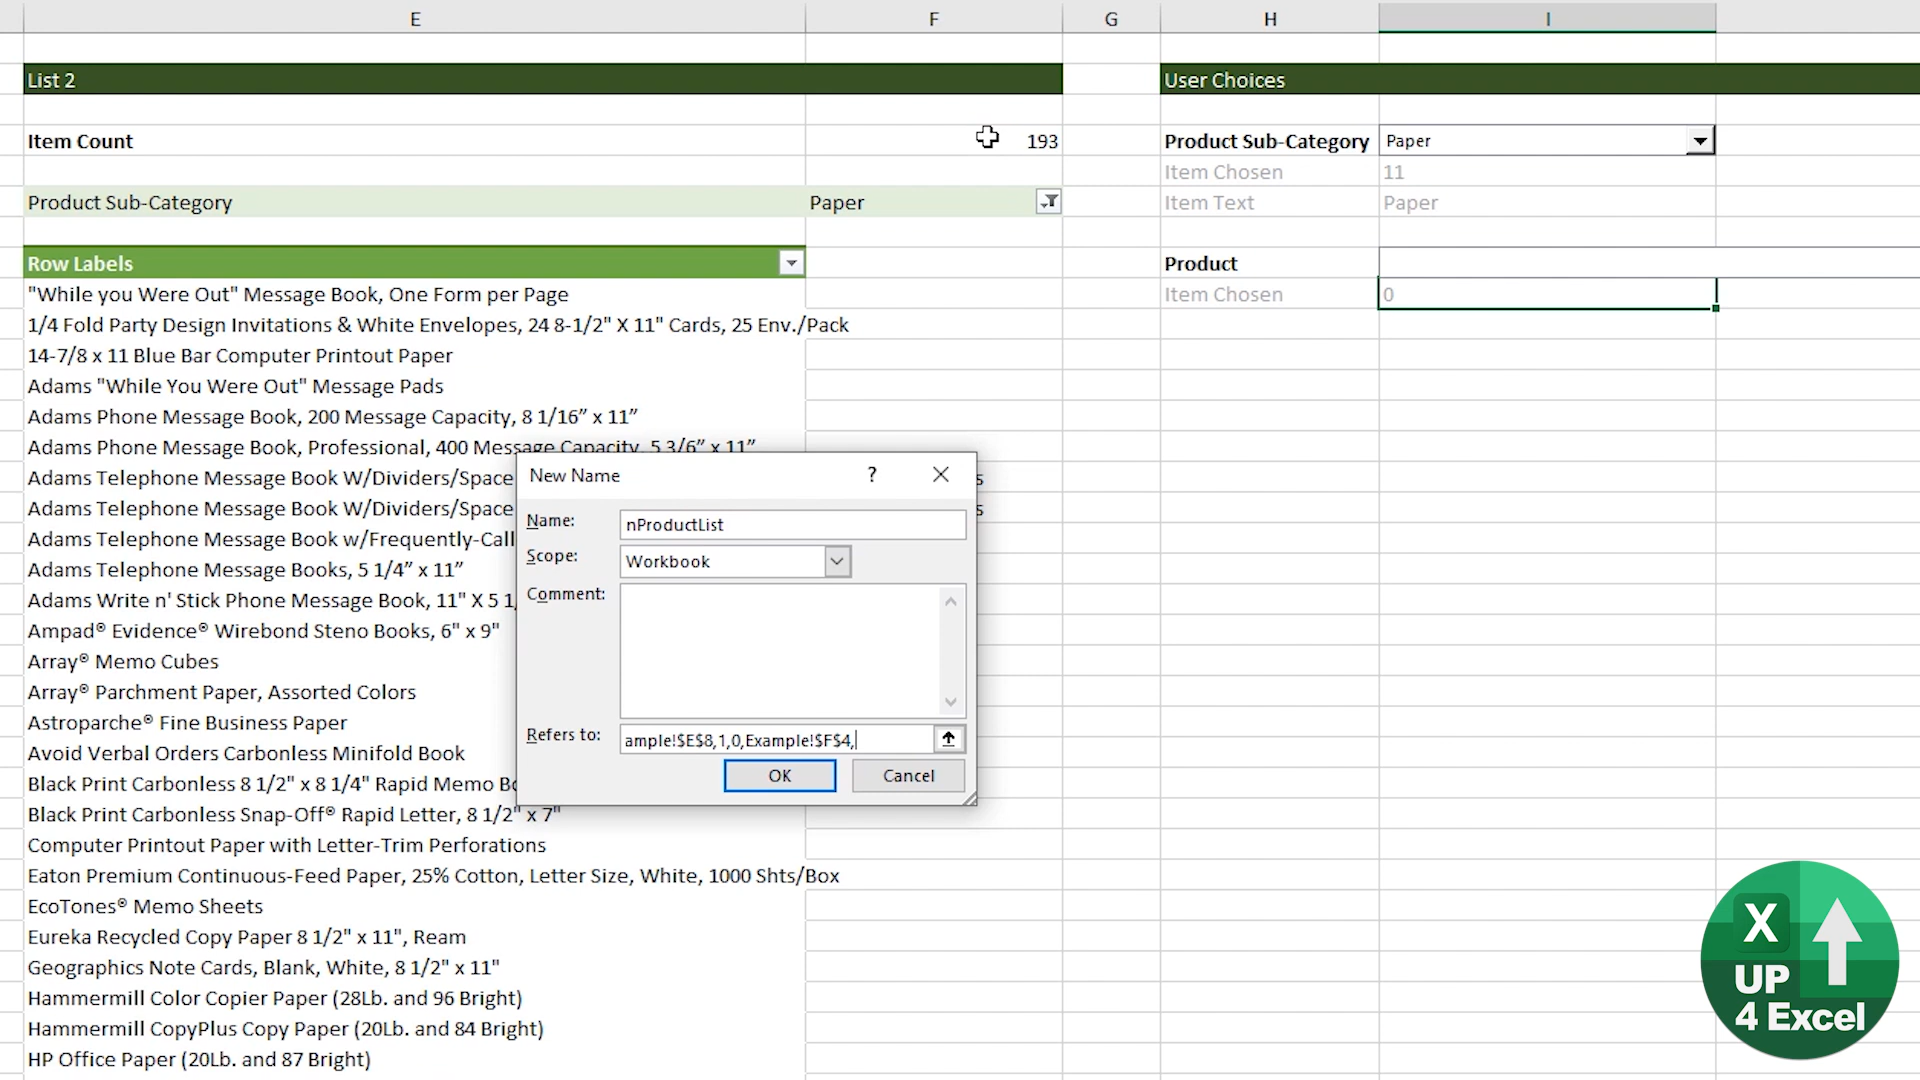 E F G H I
List 2
User Choices
Item Count 193
Product Sub-Category Paper
Item Chosen 11
Product Sub-Category Paper
Item Text Paper
Row Labels
Product
"While you Were Out" Message Book, One Form per Page
Item Chosen 0
1/4 Fold Party Design Invitations & White Envelopes, 24 8-1/2" X 11" Cards, 25 Env./Pack
14-7/8 x 11 Blue Bar Computer Printout Paper
Adams "While You Were Out" Message Pads
Adams Phone Message Book, 200 Message Capacity, 8 1/16” x 11”
Adams Phone Message Book, Professional, 400 Message Capacity, 5 3/6” x 11”
Adams Telephone Message Book W/Dividers/Space
s
Adams Telephone Message Book W/Dividers/Space
s
Adams Telephone Message Book w/Frequently-Call
Adams Telephone Message Books, 5 1/4” x 11”
Adams Write n' Stick Phone Message Book, 11" X 5 1/
Ampad® Evidence® Wirebond Steno Books, 6" x 9"
Array® Memo Cubes
Array® Parchment Paper, Assorted Colors
Astroparche® Fine Business Paper
Avoid Verbal Orders Carbonless Minifold Book
Black Print Carbonless 8 1/2" x 8 1/4" Rapid Memo Bo
Black Print Carbonless Snap-Off® Rapid Letter, 8 1/2" x 7"
Computer Printout Paper with Letter-Trim Perforations
Eaton Premium Continuous-Feed Paper, 25% Cotton, Letter Size, White, 1000 Shts/Box
EcoTones® Memo Sheets
Eureka Recycled Copy Paper 8 1/2" x 11", Ream
Geographics Note Cards, Blank, White, 8 1/2" x 11"
Hammermill Color Copier Paper (28Lb. and 96 Bright)
Hammermill CopyPlus Copy Paper (20Lb. and 84 Bright)
HP Office Paper (20Lb. and 87 Bright)
New Name ?
Name: nProductList
Scope: Workbook
Comment:
Refers to: ample!$E$8,1,0,Example!$F$4,
OK Cancel
X
UP
4 Excel